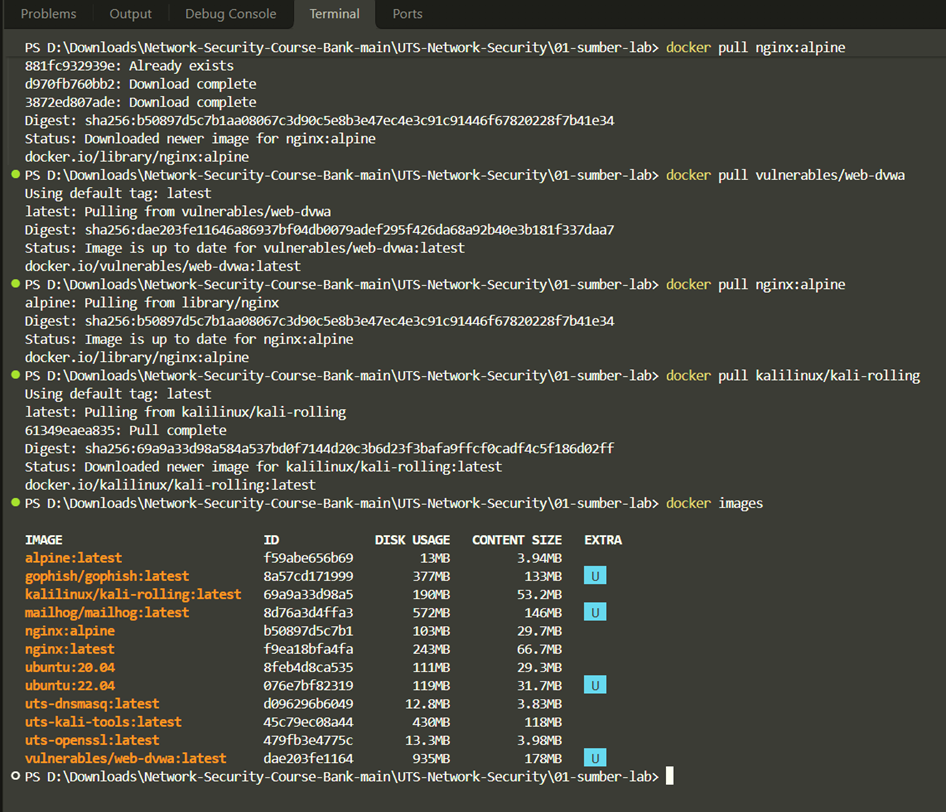 Problems Output Debug Console Terminal Ports
PS D:\Downloads\Network-Security-Course-Bank-main\UTS-Network-Security\01-sumber-lab> docker pull nginx:alpine
881fc932939e: Already exists
d970fb760bb2: Download complete
3872ed807ade: Download complete
Digest: sha256:b50897d5c7b1aa08067c3d90c5e8b3e47ec4e3c91c91446f67820228f7b41e34
Status: Downloaded newer image for nginx:alpine
docker.io/library/nginx:alpine
PS D:\Downloads\Network-Security-Course-Bank-main\UTS-Network-Security\01-sumber-lab> docker pull vulnerables/web-dvwa
Using default tag: latest
latest: Pulling from vulnerables/web-dvwa
Digest: sha256:dae203fe11646a86937bf04db0079adef295f426da68a92b40e3b181f337daa7
Status: Image is up to date for vulnerables/web-dvwa:latest
docker.io/vulnerables/web-dvwa:latest
PS D:\Downloads\Network-Security-Course-Bank-main\UTS-Network-Security\01-sumber-lab> docker pull nginx:alpine
alpine: Pulling from library/nginx
Digest: sha256:b50897d5c7b1aa08067c3d90c5e8b3e47ec4e3c91c91446f67820228f7b41e34
Status: Image is up to date for nginx:alpine
docker.io/library/nginx:alpine
PS D:\Downloads\Network-Security-Course-Bank-main\UTS-Network-Security\01-sumber-lab> docker pull kalilinux/kali-rolling
Using default tag: latest
latest: Pulling from kalilinux/kali-rolling
61349eaea835: Pull complete
Digest: sha256:69a9a33d98a584a537bd0f7144d20c3b6d23f3bafa9ffcf0cadf4c5f186d02ff
Status: Downloaded newer image for kalilinux/kali-rolling:latest
docker.io/kalilinux/kali-rolling:latest
PS D:\Downloads\Network-Security-Course-Bank-main\UTS-Network-Security\01-sumber-lab> docker images
IMAGE ID DISK USAGE CONTENT SIZE EXTRA
alpine:latest f59abe656b69 13MB 3.94MB
gophish/gophish:latest 8a57cd171999 377MB 133MB U
kalilinux/kali-rolling:latest 69a9a33d98a5 190MB 53.2MB
mailhog/mailhog:latest 8d76a3d4ffa3 572MB 146MB U
nginx:alpine b50897d5c7b1 103MB 29.7MB
nginx:latest f9ea18bfa4fa 243MB 66.7MB
ubuntu:20.04 8feb4d8ca535 111MB 29.3MB
ubuntu:22.04 076e7bf82319 119MB 31.7MB U
uts-dnsmasq:latest d096296b6049 12.8MB 3.83MB
uts-kali-tools:latest 45c79ec08a44 430MB 118MB
uts-openssl:latest 479fb3e4775c 13.3MB 3.98MB
vulnerables/web-dvwa:latest dae203fe1164 935MB 178MB U
PS D:\Downloads\Network-Security-Course-Bank-main\UTS-Network-Security\01-sumber-lab>